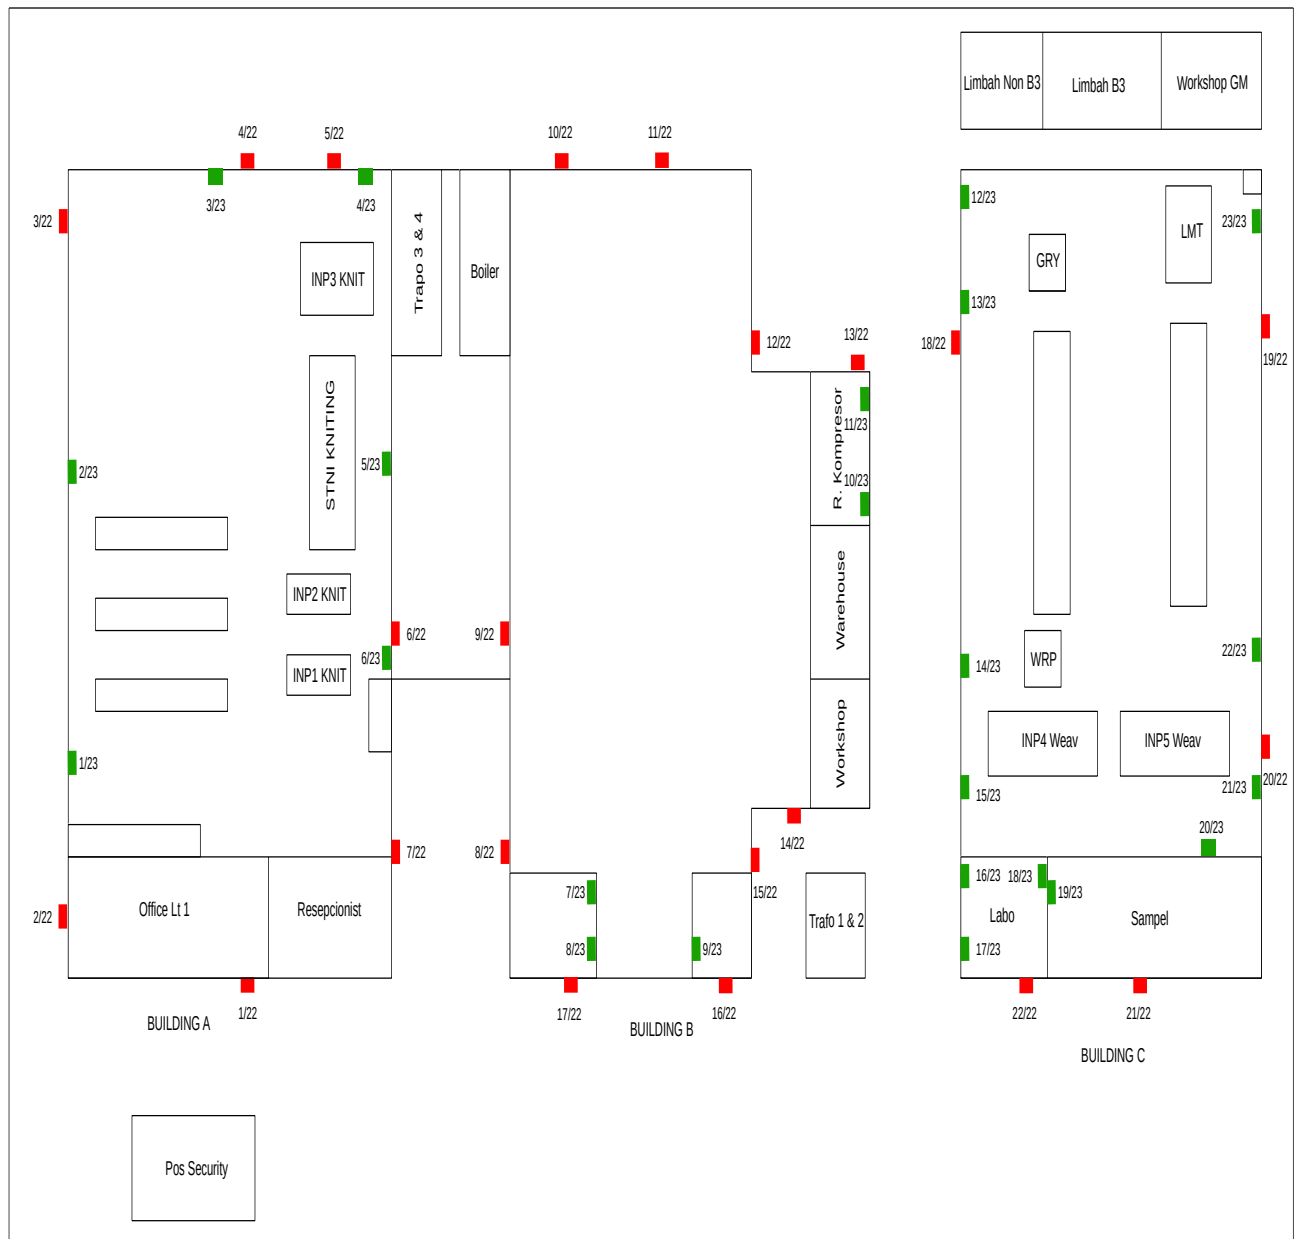 Limbah Non B3
Limbah B3
Workshop GM
4/22
5/22
10/22
11/22
3/22
3/23
4/23
INP3 KNIT
Trapo 3 & 4
Boiler
STNI KNITING
2/23
5/23
INP2 KNIT
6/22
9/22
6/23
INP1 KNIT
1/23
7/22
8/22
2/22
Office Lt 1
Resepcionist
1/22
BUILDING A
12/22
13/22
11/23
R. Kompresor
10/23
Warehouse
Workshop
14/22
15/22
7/23
8/23
9/23
Trafo 1 & 2
17/22
16/22
BUILDING B
12/23
23/23
LMT
GRY
13/23
18/22
19/22
14/23
WRP
22/23
INP4 Weav
INP5 Weav
15/23
21/23
20/22
20/23
16/23
18/23
19/23
Labo
Sampel
17/23
22/22
21/22
BUILDING C
Pos Security